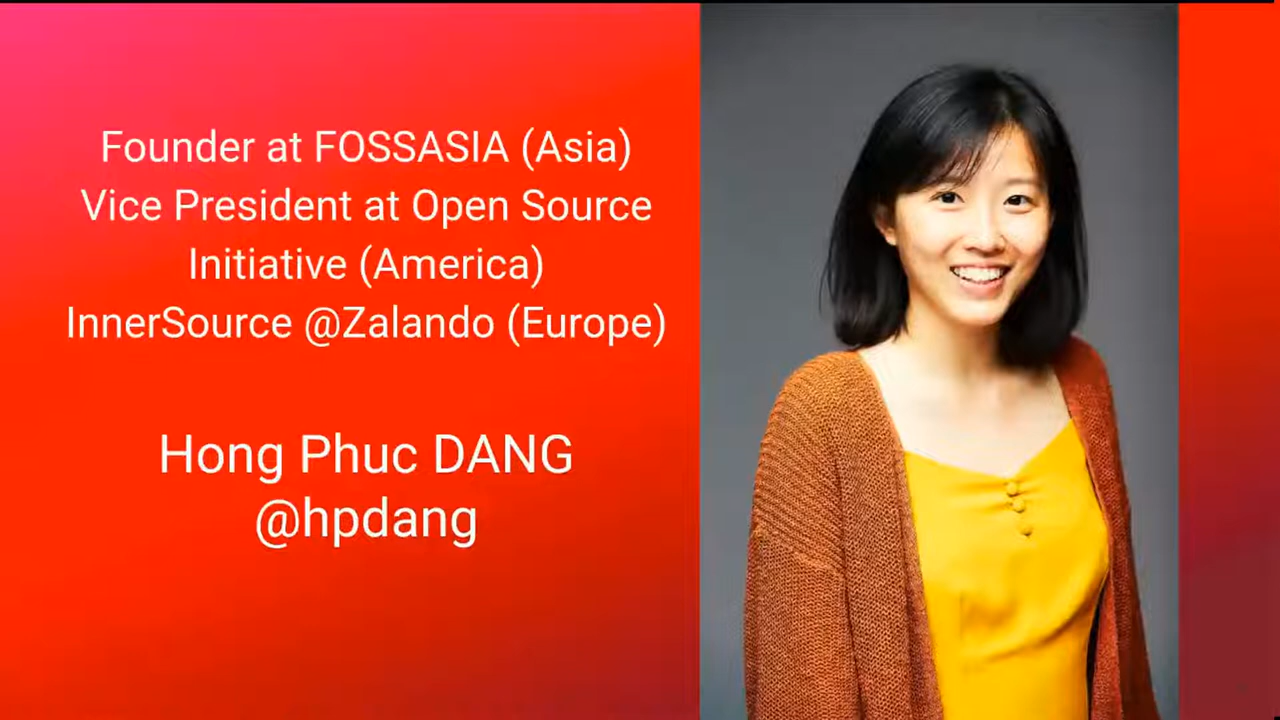 Founder at FOSSASIA (Asia)
Vice President at Open Source
Initiative (America)
InnerSource @Zalando (Europe)
Hong Phuc DANG
@hpdang